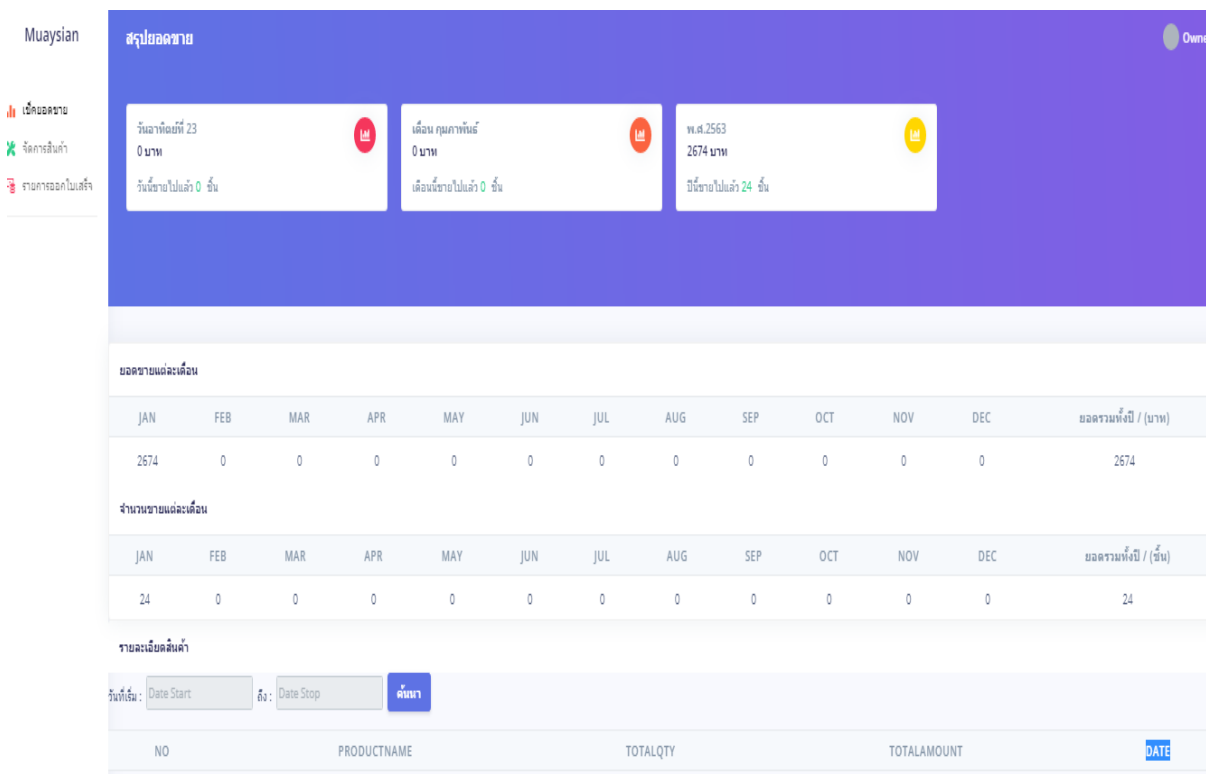 Muaysian
สรุปยอดขาย
Owne
เช็คยอดขาย
จัดการสินค้า
รายการออกใบเสร็จ
วันอาทิตย์ที่ 23
0 บาท
วันนี้ขายไปแล้ว 0 ชิ้น
เดือน กุมภาพันธ์
0 บาท
เดือนนี้ขายไปแล้ว 0 ชิ้น
พ.ศ.2563
2674 บาท
ปีนี้ขายไปแล้ว 24 ชิ้น
ยอดขายแต่ละเดือน
JAN FEB MAR APR MAY JUN JUL AUG SEP OCT NOV DEC ยอดรวมทั้งปี / (บาท)
2674 0 0 0 0 0 0 0 0 0 0 0 2674
จำนวนขายแต่ละเดือน
JAN FEB MAR APR MAY JUN JUL AUG SEP OCT NOV DEC ยอดรวมทั้งปี / (ชิ้น)
24 0 0 0 0 0 0 0 0 0 0 0 24
รายละเอียดสินค้า
วันที่เริ่ม : Date Start ถึง : Date Stop ค้นหา
NO PRODUCTNAME TOTALQTY TOTALAMOUNT DATE